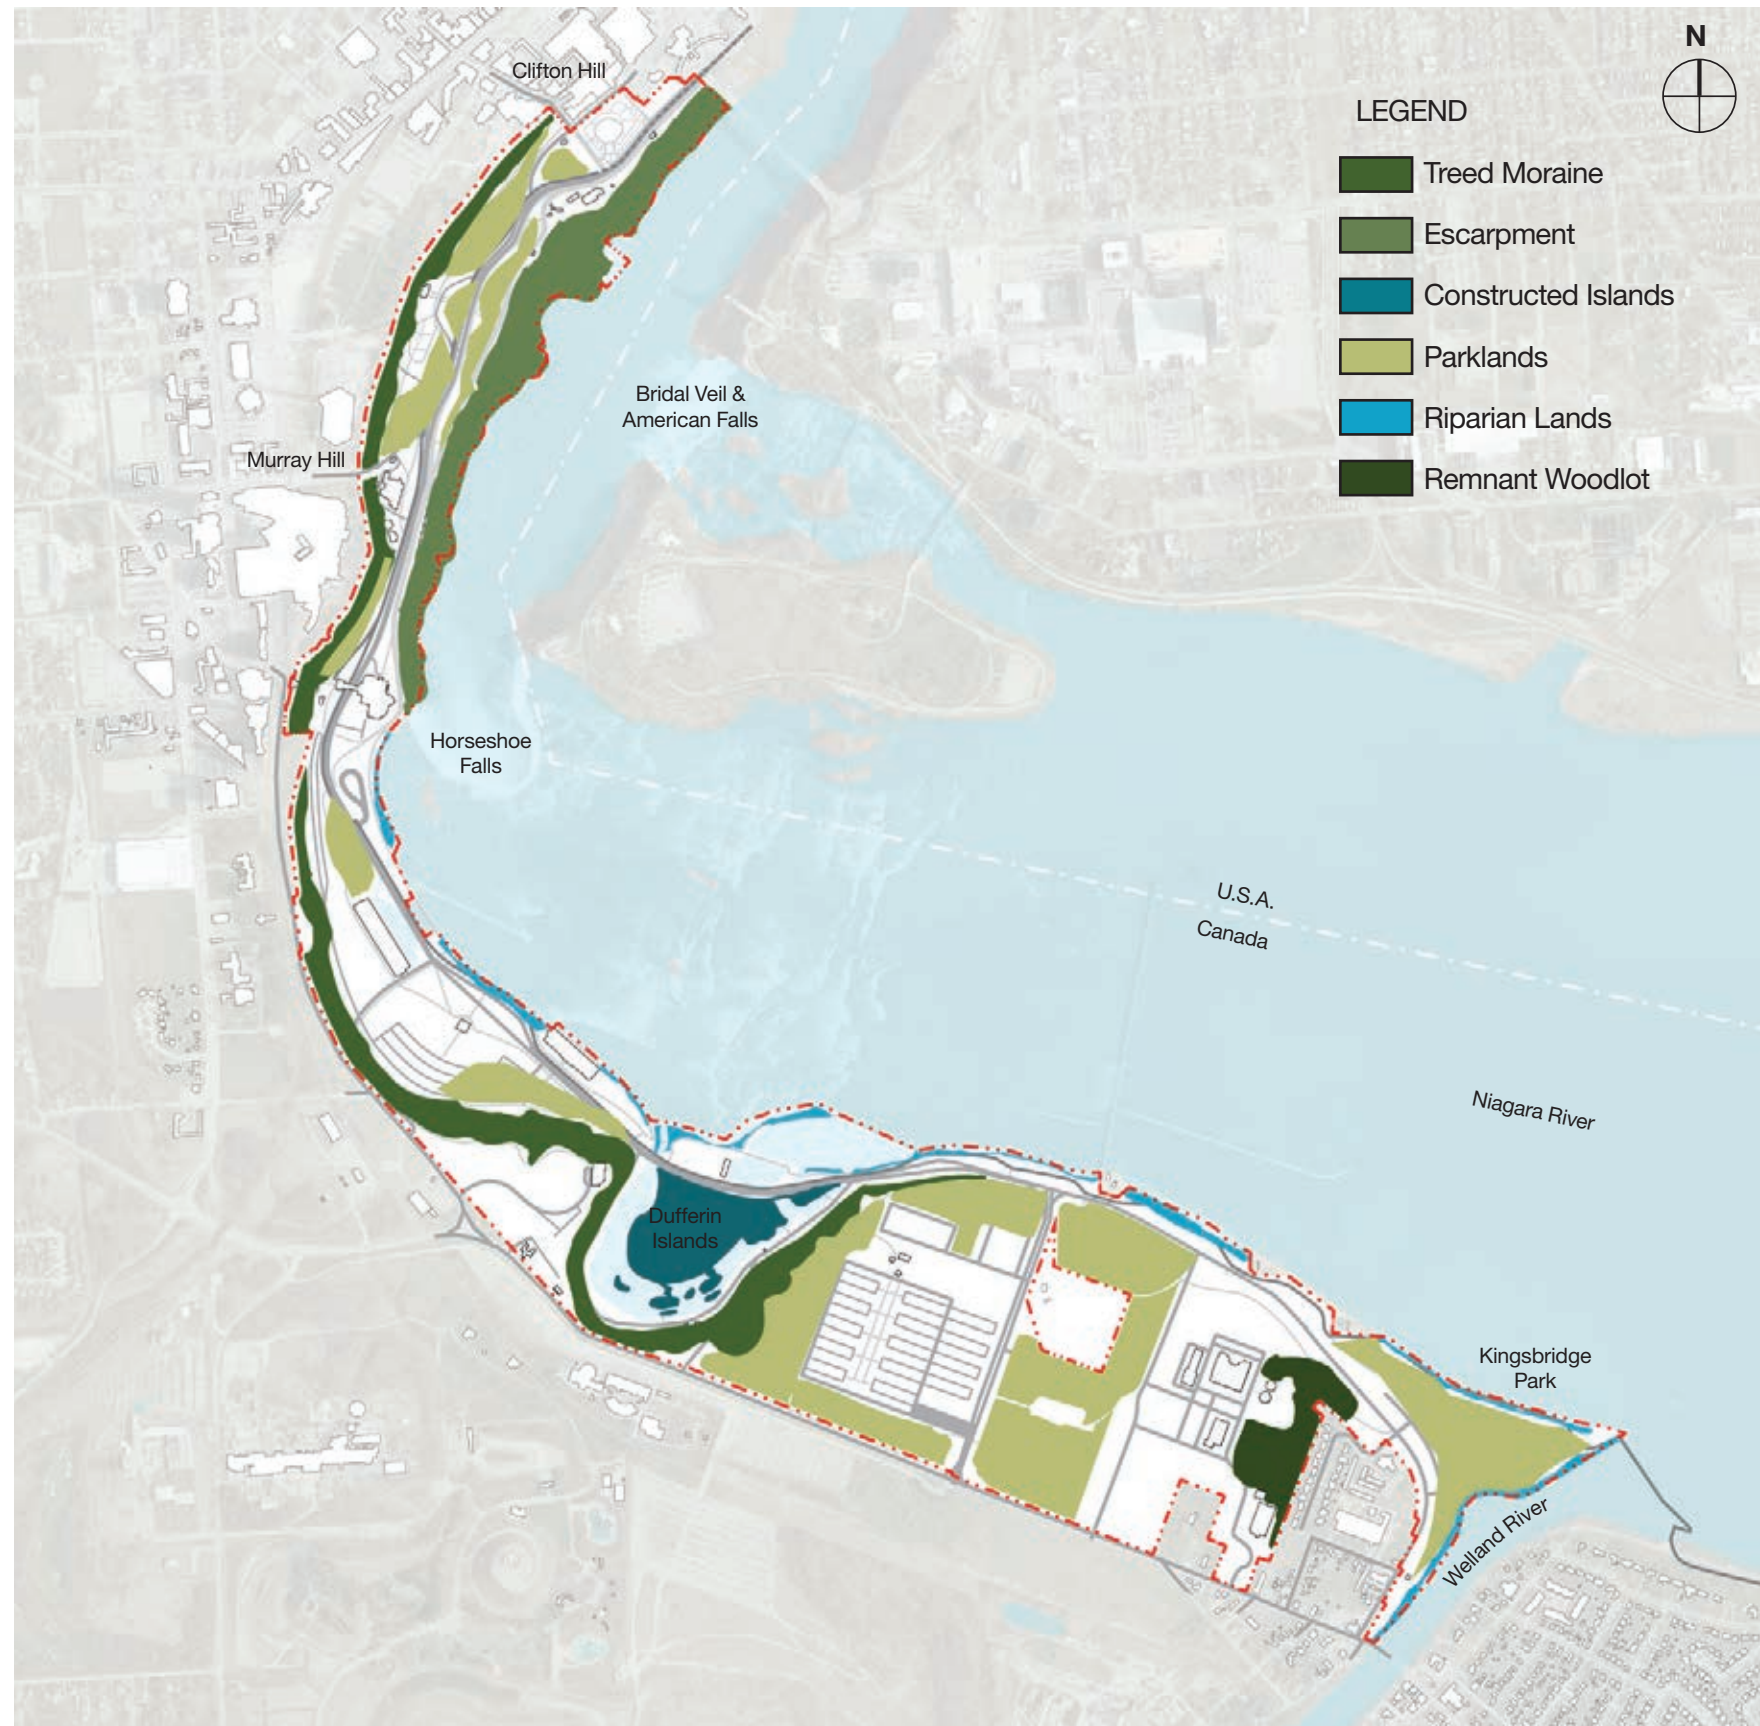 N
Clifton Hill
LEGEND
Treed Moraine
Escarpment
Constructed Islands
Parklands
Riparian Lands
Remnant Woodlot
Bridal Veil &
American Falls
Murray Hill
Horseshoe
Falls
U.S.A.
Canada
Niagara River
Dufferin
Islands
Kingsbridge
Park
Welland River